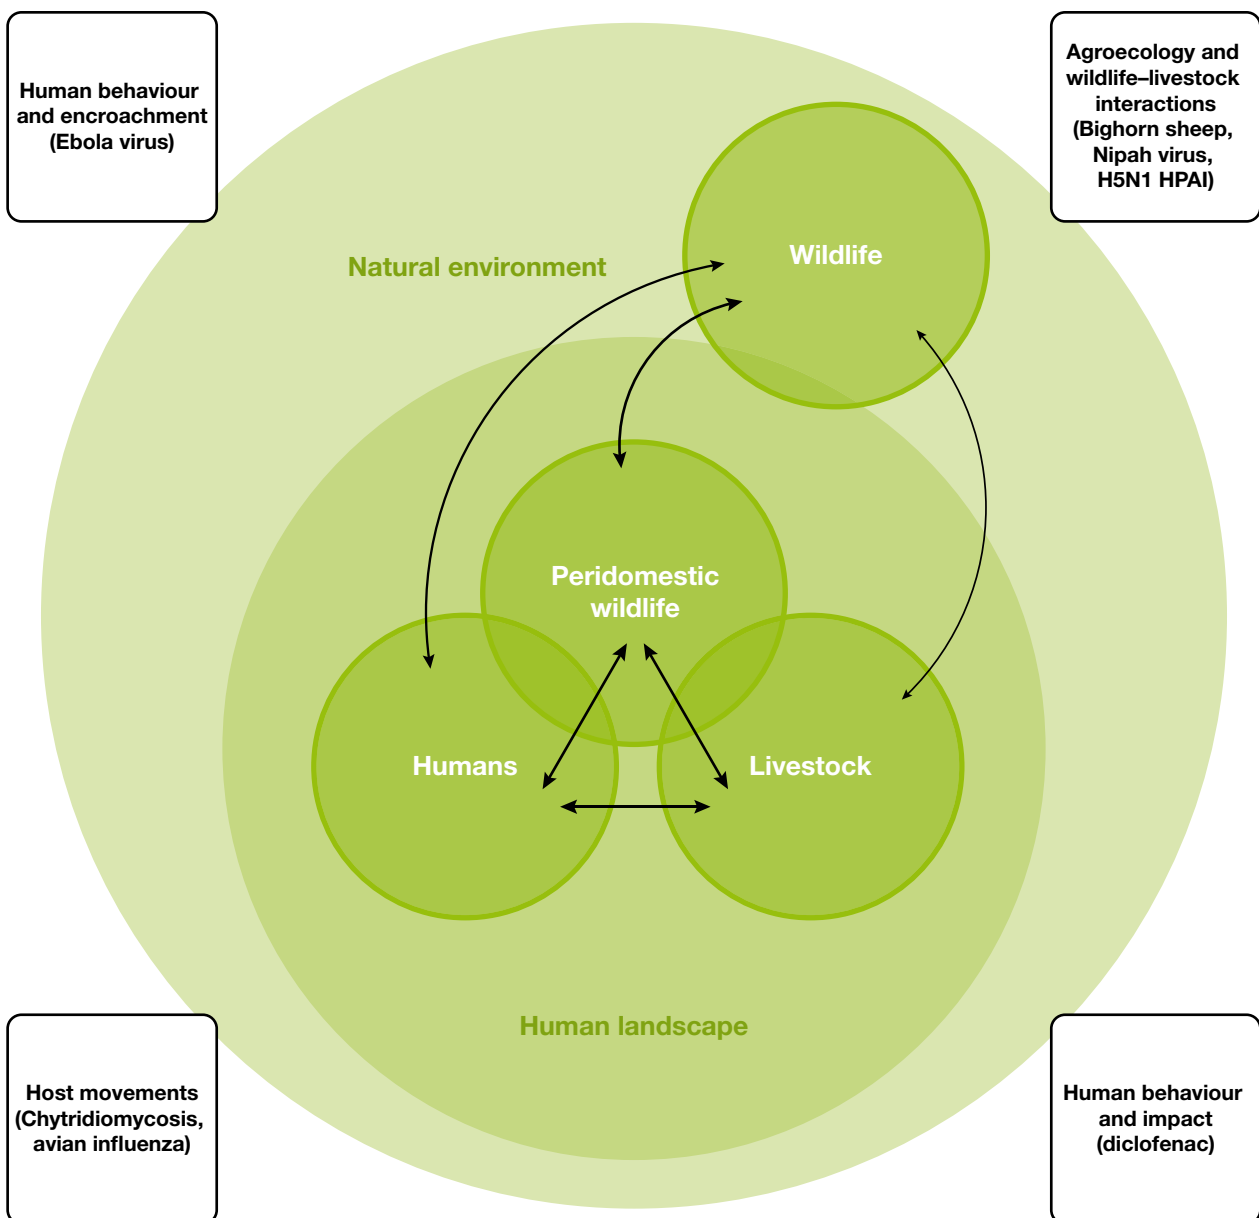 Human behaviour
and encroachment
(Ebola virus)
Agroecology and
wildlife–livestock
interactions
(Bighorn sheep,
Nipah virus,
H5N1 HPAI)
Natural environment
Wildlife
Peridomestic
wildlife
Humans
Livestock
Human landscape
Host movements
(Chytridiomycosis,
avian influenza)
Human behaviour
and impact
(diclofenac)